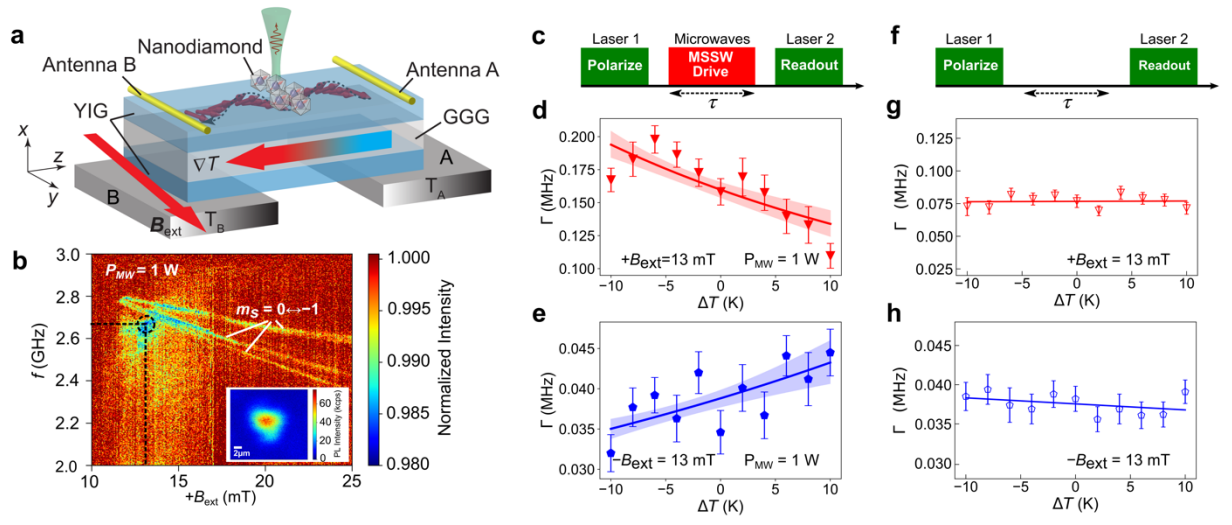 a
Nanodiamond
Antenna B
Antenna A
YIG
GGG
∇T
x
z
y
B
A
T_B
T_A
B_ext
b
P_MW = 1 W
m_s = 0↔−1
3.0
2.8
2.6
2.4
2.2
2.0
f (GHz)
10
15
20
25
+B_ext (mT)
1.000
0.995
0.990
0.985
0.980
Normalized Intensity
2μm
80
60
40
20
0
PL Intensity (kcps)
c
Laser 1
Microwaves
Laser 2
Polarize
MSSW
Drive
Readout
τ
d
0.200
0.175
0.150
0.125
0.100
Γ (MHz)
+B_ext=13 mT
P_MW = 1 W
−10
−5
0
5
10
ΔT (K)
e
0.045
0.040
0.035
0.030
Γ (MHz)
−B_ext = 13 mT
P_MW = 1 W
−10
−5
0
5
10
ΔT (K)
f
Laser 1
Laser 2
Polarize
Readout
τ
g
0.125
0.100
0.075
0.050
0.025
Γ (MHz)
+B_ext = 13 mT
−10
−5
0
5
10
ΔT (K)
h
0.045
0.040
0.035
0.030
Γ (MHz)
−B_ext = 13 mT
−10
−5
0
5
10
ΔT (K)